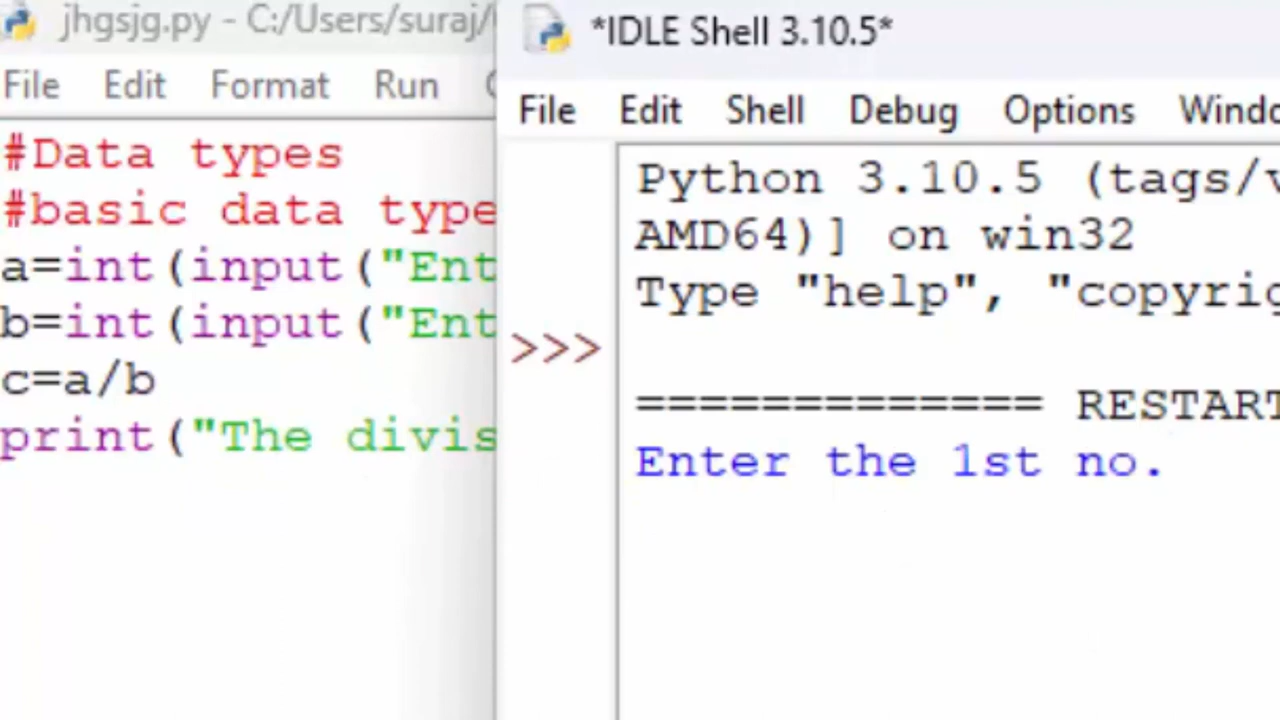 jhgsjg.py - C:/Users/suraj/
File Edit Format Run
#Data types
#basic data type
a=int(input("Ent
b=int(input("Ent
c=a/b
print("The divis
*IDLE Shell 3.10.5*
File Edit Shell Debug Options Windo
Python 3.10.5 (tags/v
AMD64)] on win32
Type "help", "copyrig
>>>
============= RESTART
Enter the 1st no.